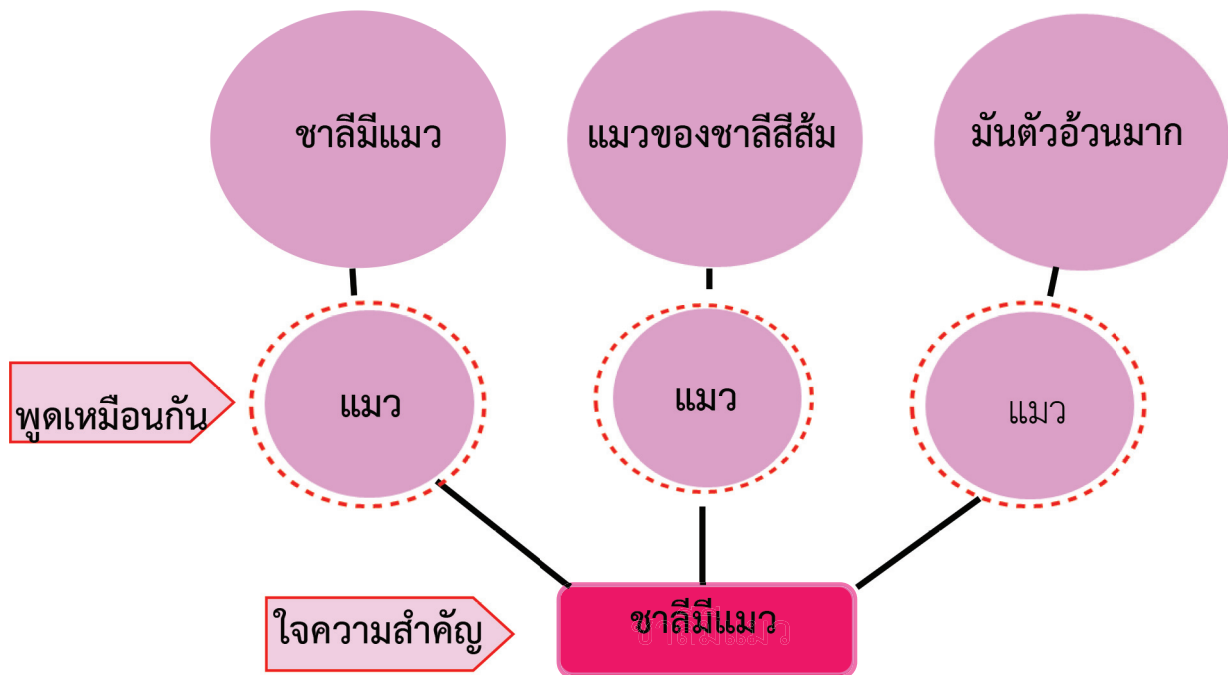 ชาลีมีแมว
แมวของชาลีสีส้ม
มันตัวอ้วนมาก
พูดเหมือนกัน
แมว
แมว
แมว
ใจความสำคัญ
ชาลีมีแมว